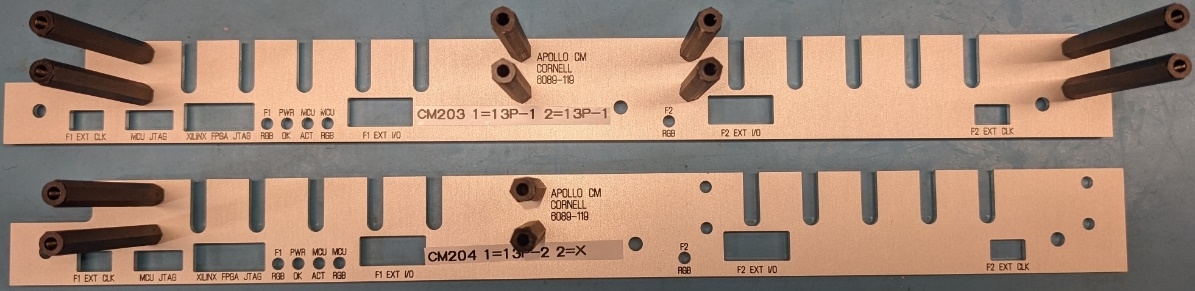 APOLLO CM
CORNELL
6089-119
CM203 1=13P-1 2=13P-1
F1 PWR MCU MCU
F2
F1 EXT CLK MCU JTAG XILINX FPGA JTAG RGB OK ACT RGB F1 EXT I/O RGB F2 EXT I/O F2 EXT CLK
APOLLO CM
CORNELL
6089-119
CM204 1=13P-2 2=X
F1 PWR MCU MCU
F2
F1 EXT CLK MCU JTAG XILINX FPGA JTAG RGB OK ACT RGB F1 EXT I/O RGB F2 EXT I/O F2 EXT CLK